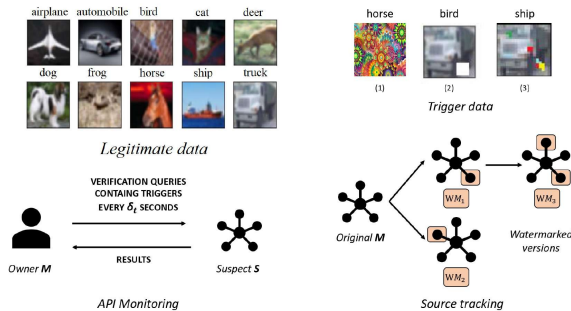 airplane automobile bird cat deer
dog frog horse ship truck
Legitimate data
horse bird ship
(1) (2) (3)
Trigger data
VERIFICATION QUERIES
CONTAING TRIGGERS
EVERY δt SECONDS
RESULTS
Owner M
Suspect S
API Monitoring
Original M
WM1
WM2
WM3
Watermarked
versions
Source tracking